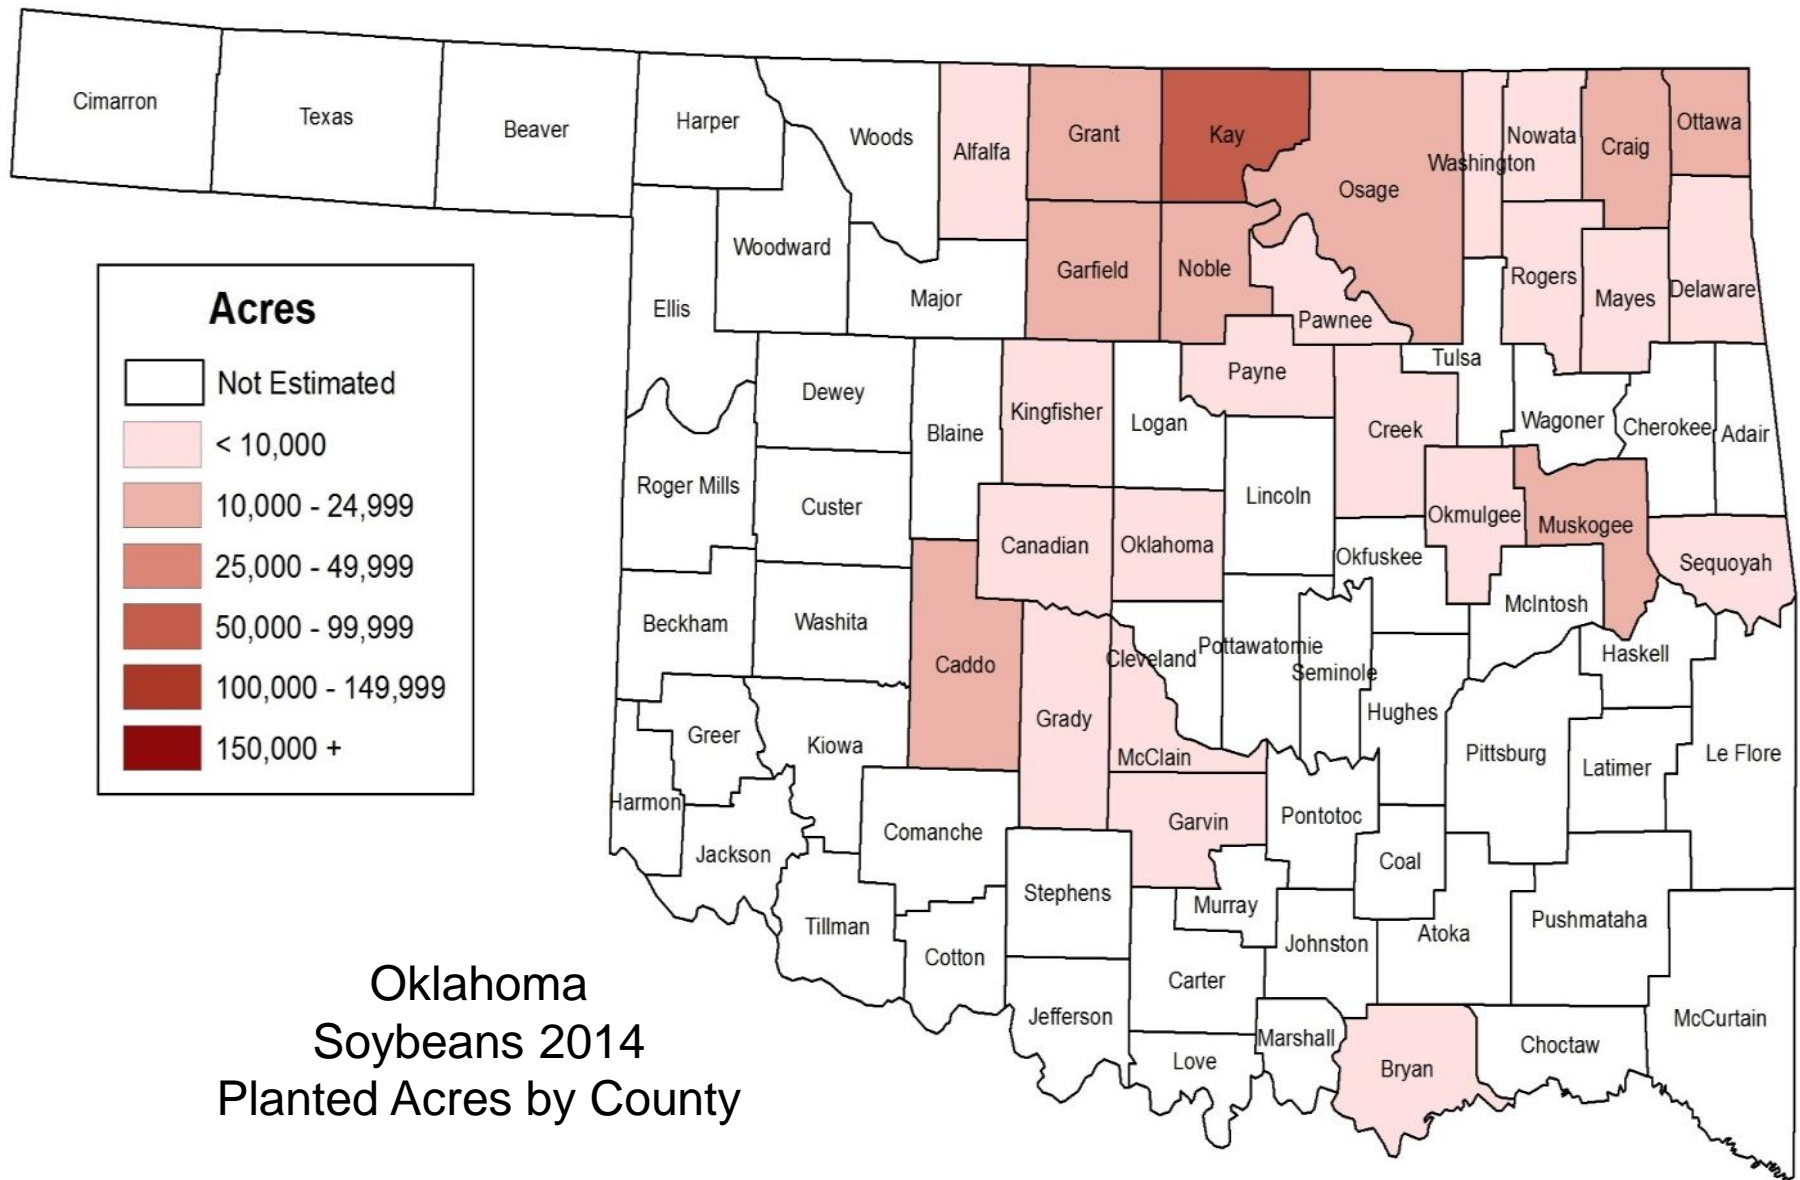 Cimarron
Texas
Beaver
Harper
Woods
Alfalfa
Grant
Kay
Osage
Washington
Nowata
Craig
Ottawa
Woodward
Ellis
Major
Garfield
Noble
Pawnee
Rogers
Mayes
Delaware
Acres
Not Estimated
< 10,000
10,000 - 24,999
25,000 - 49,999
50,000 - 99,999
100,000 - 149,999
150,000 +
Dewey
Blaine
Kingfisher
Logan
Payne
Creek
Tulsa
Wagoner
Cherokee
Adair
Roger Mills
Custer
Canadian
Oklahoma
Lincoln
Okmulgee
Muskogee
Okfuskee
Sequoyah
Beckham
Washita
Caddo
Grady
Cleveland
Pottawatomie
Seminole
McIntosh
Haskell
Hughes
Greer
Kiowa
McClain
Pittsburg
Latimer
Le Flore
Harmon
Jackson
Comanche
Garvin
Pontotoc
Coal
Stephens
Murray
Tillman
Cotton
Johnston
Atoka
Pushmataha
Carter
Jefferson
Marshall
Love
Bryan
Choctaw
McCurtain
Oklahoma
Soybeans 2014
Planted Acres by County